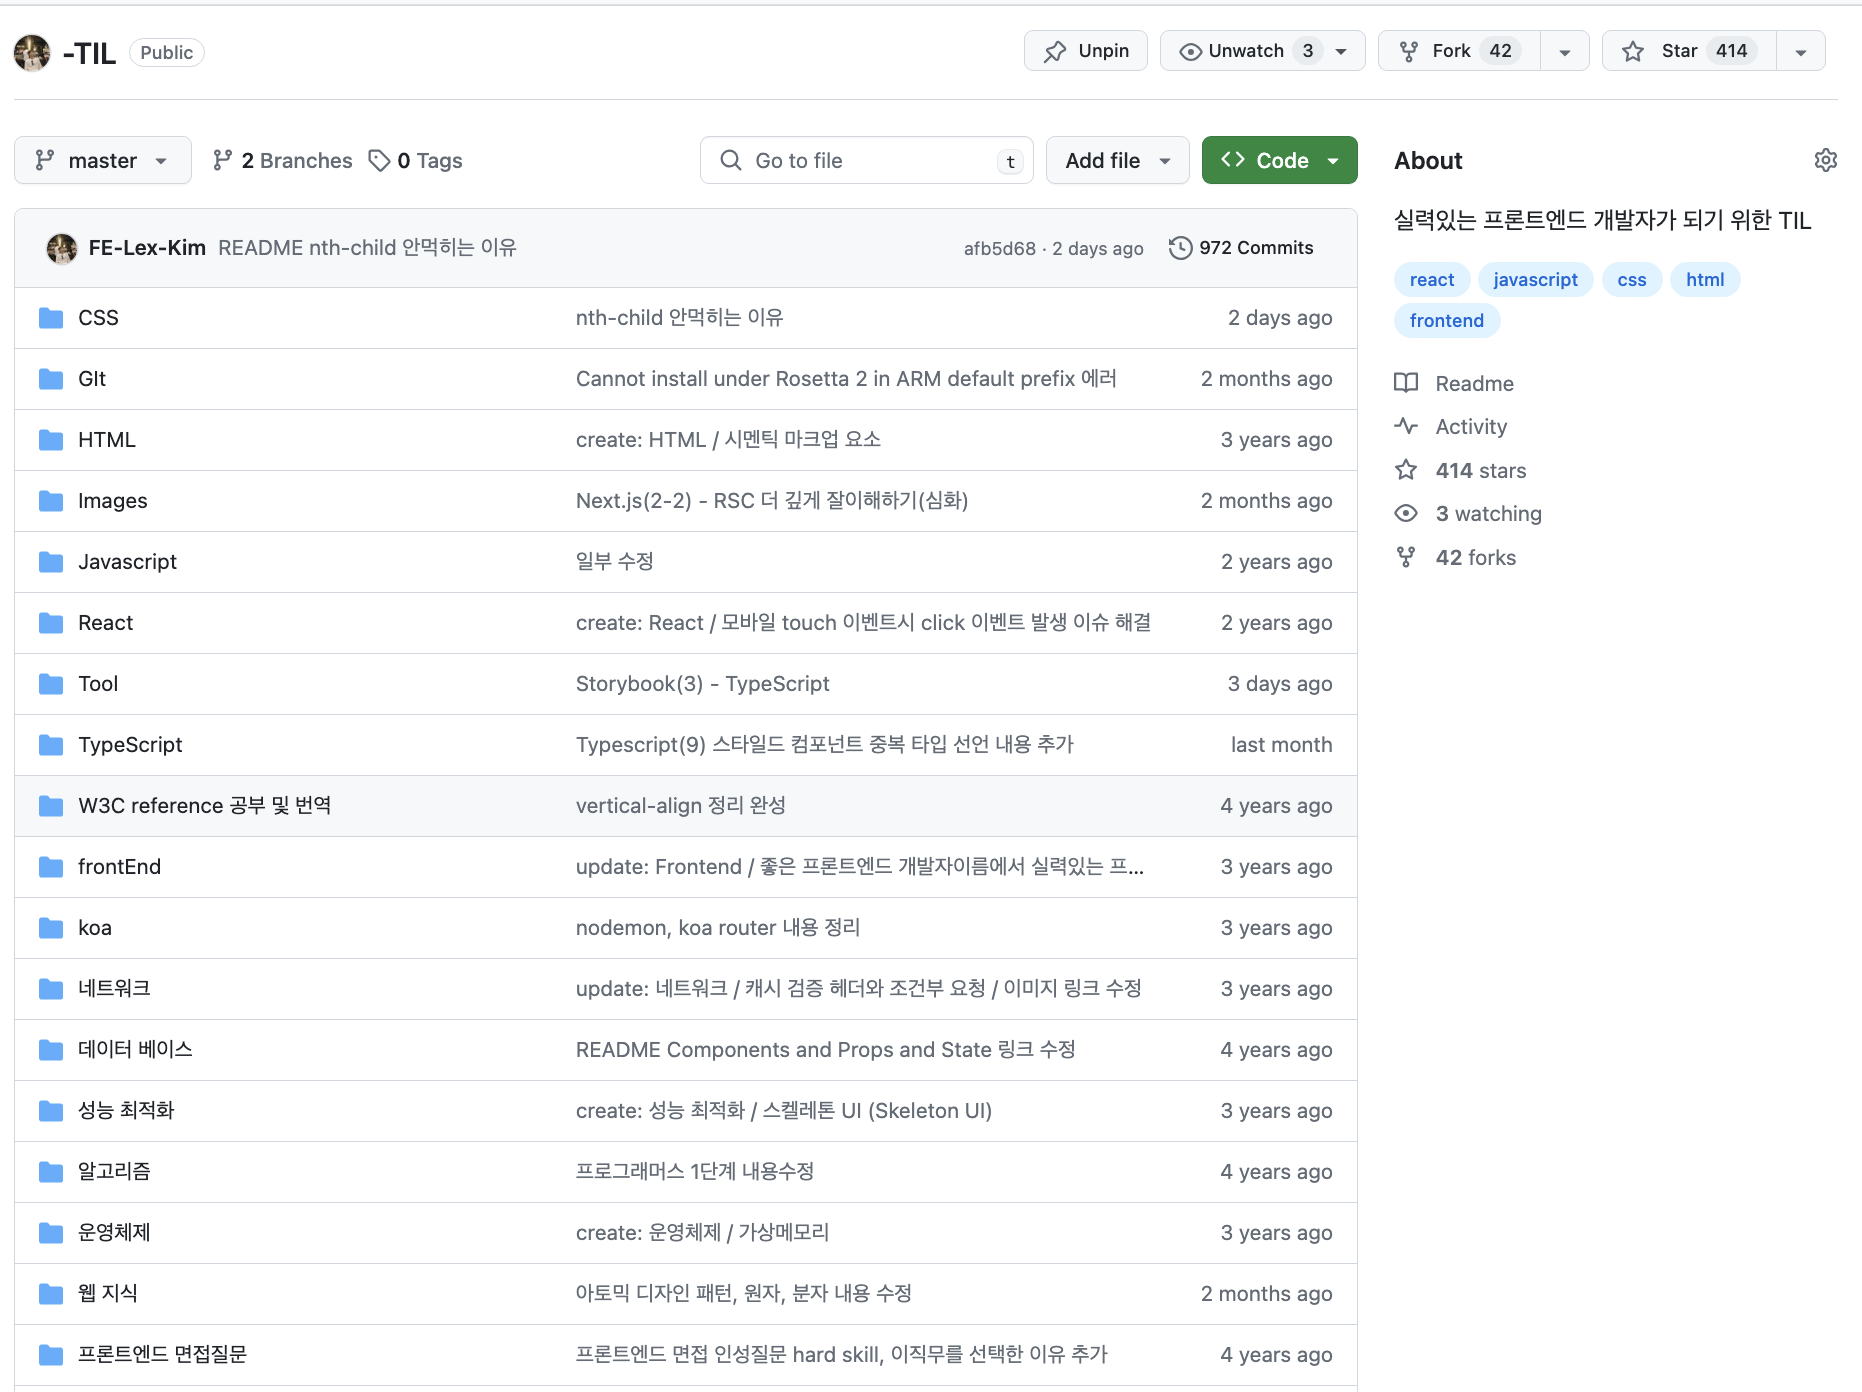 -TIL Public
Unpin Unwatch 3 Fork 42 Star 414
master 2 Branches 0 Tags Go to file t Add file Code
FE-Lex-Kim README nth-child 안먹히는 이유 afb5d68 · 2 days ago 972 Commits
CSS nth-child 안먹히는 이유 2 days ago
GIt Cannot install under Rosetta 2 in ARM default prefix 에러 2 months ago
HTML create: HTML / 시멘틱 마크업 요소 3 years ago
Images Next.js(2-2) - RSC 더 깊게 잘이해하기(심화) 2 months ago
Javascript 일부 수정 2 years ago
React create: React / 모바일 touch 이벤트시 click 이벤트 발생 이슈 해결 2 years ago
Tool Storybook(3) - TypeScript 3 days ago
TypeScript Typescript(9) 스타일드 컴포넌트 중복 타입 선언 내용 추가 last month
W3C reference 공부 및 번역 vertical-align 정리 완성 4 years ago
frontEnd update: Frontend / 좋은 프론트엔드 개발자이름에서 실력있는 프... 3 years ago
koa nodemon, koa router 내용 정리 3 years ago
네트워크 update: 네트워크 / 캐시 검증 헤더와 조건부 요청 / 이미지 링크 수정 3 years ago
데이터 베이스 README Components and Props and State 링크 수정 4 years ago
성능 최적화 create: 성능 최적화 / 스켈레톤 UI (Skeleton UI) 3 years ago
알고리즘 프로그래머스 1단계 내용수정 4 years ago
운영체제 create: 운영체제 / 가상메모리 3 years ago
웹 지식 아토믹 디자인 패턴, 원자, 분자 내용 수정 2 months ago
프론트엔드 면접질문 프론트엔드 면접 인성질문 hard skill, 이직무를 선택한 이유 추가 4 years ago
About
실력있는 프론트엔드 개발자가 되기 위한 TIL
react javascript css html
frontend
Readme
Activity
414 stars
3 watching
42 forks